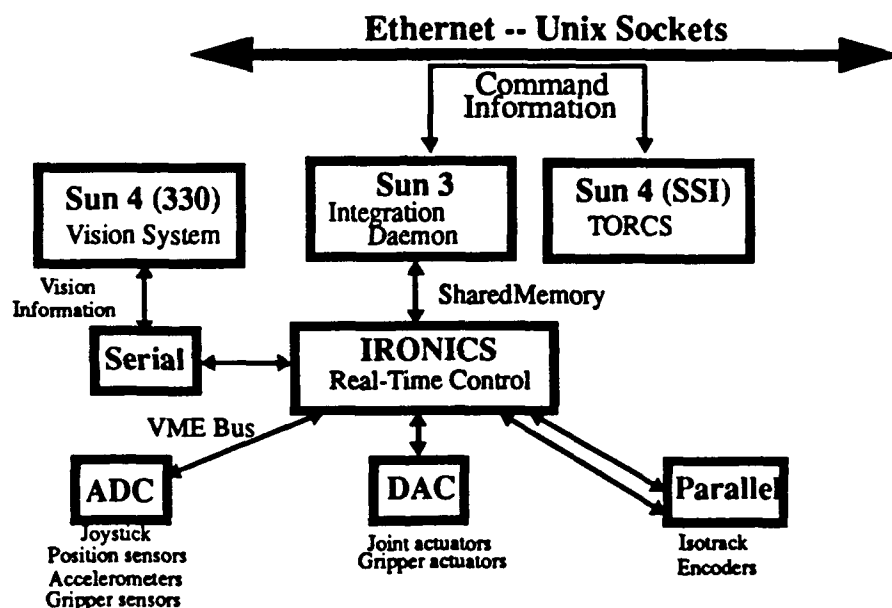 Ethernet -- Unix Sockets
Command
Information
Sun 4 (330)
Vision System
Sun 3
Integration
Daemon
Sun 4 (SSI)
TORCS
Vision
Information
SharedMemory
Serial
IRONICS
Real-Time Control
VME Bus
ADC
DAC
Parallel
Joystick
Position sensors
Accelerometers
Gripper sensors
Joint actuators
Gripper actuators
Isotrack
Encoders